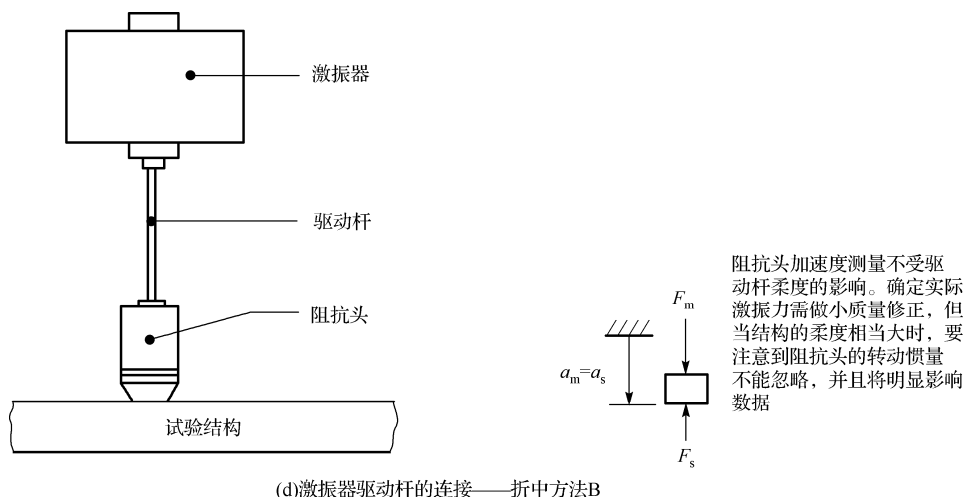 激振器
驱动杆
阻抗头
试验结构
Fm
am=as
Fs
阻抗头加速度测量不受驱
动杆柔度的影响。确定实际
激振力需做小质量修正，但
当结构的柔度相当大时，要
注意到阻抗头的转动惯量
不能忽略，并且将明显影响
数据
(d)激振器驱动杆的连接——折中方法B